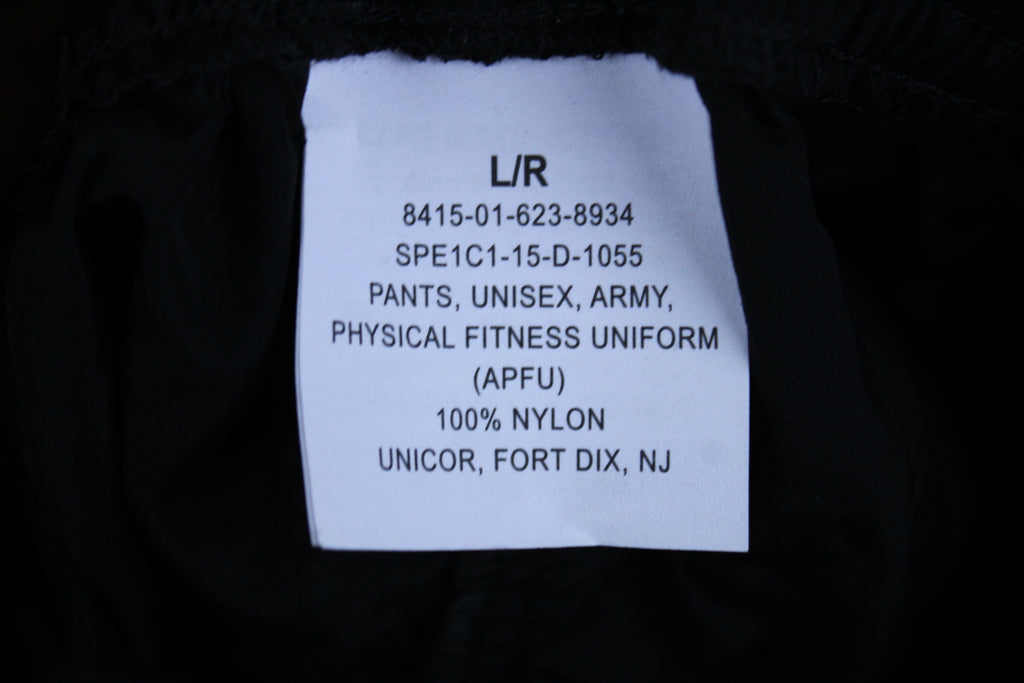 L/R
8415-01-623-8934
SPE1C1-15-D-1055
PANTS, UNISEX, ARMY,
PHYSICAL FITNESS UNIFORM
(APFU)
100% NYLON
UNICOR, FORT DIX, NJ